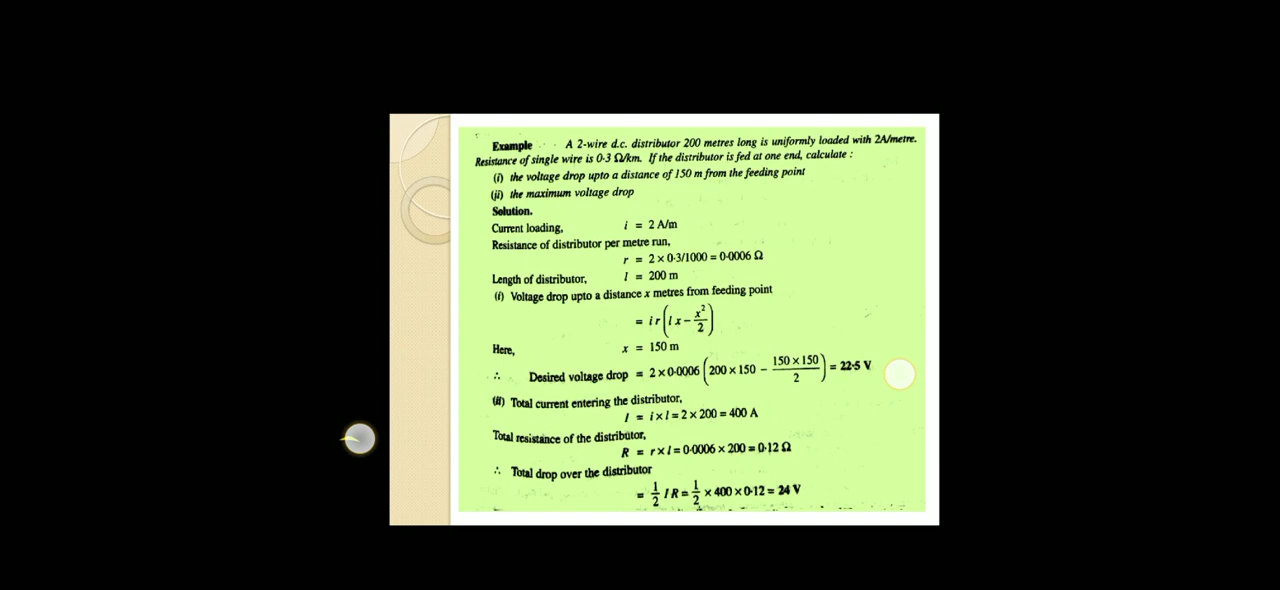 Example A 2-wire d.c. distributor 200 metres long is uniformly loaded with 2A/metre.
Resistance of single wire is 0·3 Ω/km. If the distributor is fed at one end, calculate :
(i) the voltage drop upto a distance of 150 m from the feeding point
(ii) the maximum voltage drop
Solution.
Current loading, i = 2 A/m
Resistance of distributor per metre run,
r = 2 × 0·3/1000 = 0·0006 Ω
Length of distributor, l = 200 m
(i) Voltage drop upto a distance x metres from feeding point
= i r ( l x − x²/2 )
Here, x = 150 m
∴ Desired voltage drop = 2 × 0·0006 ( 200 × 150 − 150 × 150 / 2 ) = 22·5 V
(ii) Total current entering the distributor,
I = i × l = 2 × 200 = 400 A
Total resistance of the distributor,
R = r × l = 0·0006 × 200 = 0·12 Ω
∴ Total drop over the distributor
= 1/2 I R = 1/2 × 400 × 0·12 = 24 V